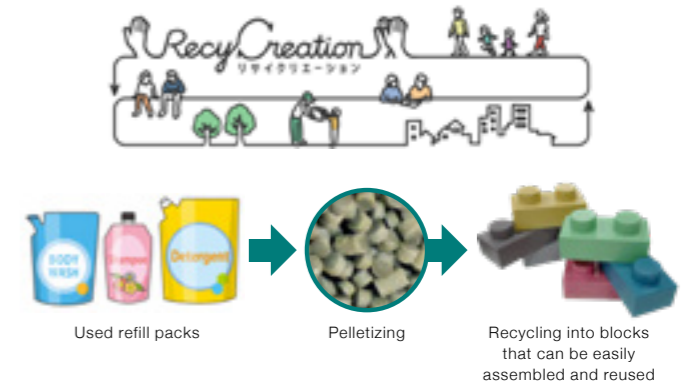 RecyCreation
リサイクリエーション
BODY
WASH
Shampoo
Detergent
Used refill packs
Pelletizing
Recycling into blocks
that can be easily
assembled and reused